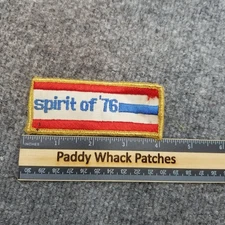 spirit of '76
Paddy Whack Patches